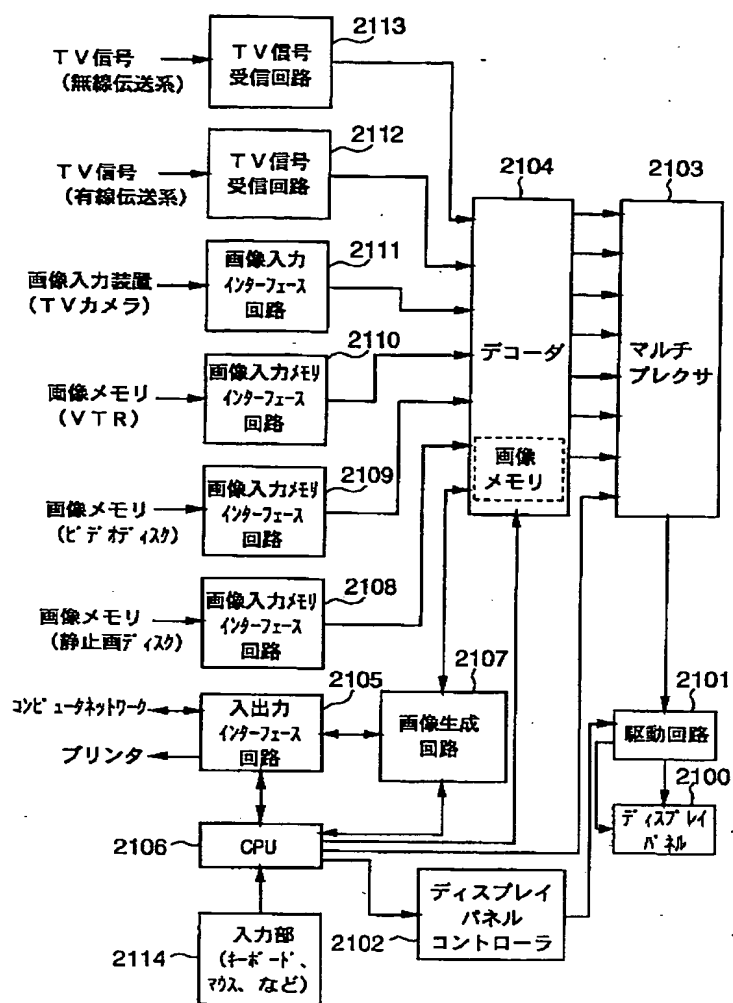 2113
TV信号
(無線伝送系)
TV信号
受信回路
2112
TV信号
(有線伝送系)
TV信号
受信回路
2104
2103
2111
画像入力装置
(TVカメラ)
画像入力
インターフェース
回路
2110
画像メモリ
(VTR)
画像入力メモリ
インターフェース
回路
デコーダ
マルチ
プレクサ
画像
メモリ
2109
画像メモリ
(ビデオディスク)
画像入力メモリ
インターフェース
回路
2108
画像メモリ
(静止画ディスク)
画像入力メモリ
インターフェース
回路
2107
2105
コンピュータネットワーク
プリンタ
入出力
インターフェース
回路
画像生成
回路
2101
駆動回路
2100
ディスプレイ
パネル
2106
CPU
ディスプレイ
パネル
コントローラ
2102
2114
入力部
(キーボード、
マウス、など)